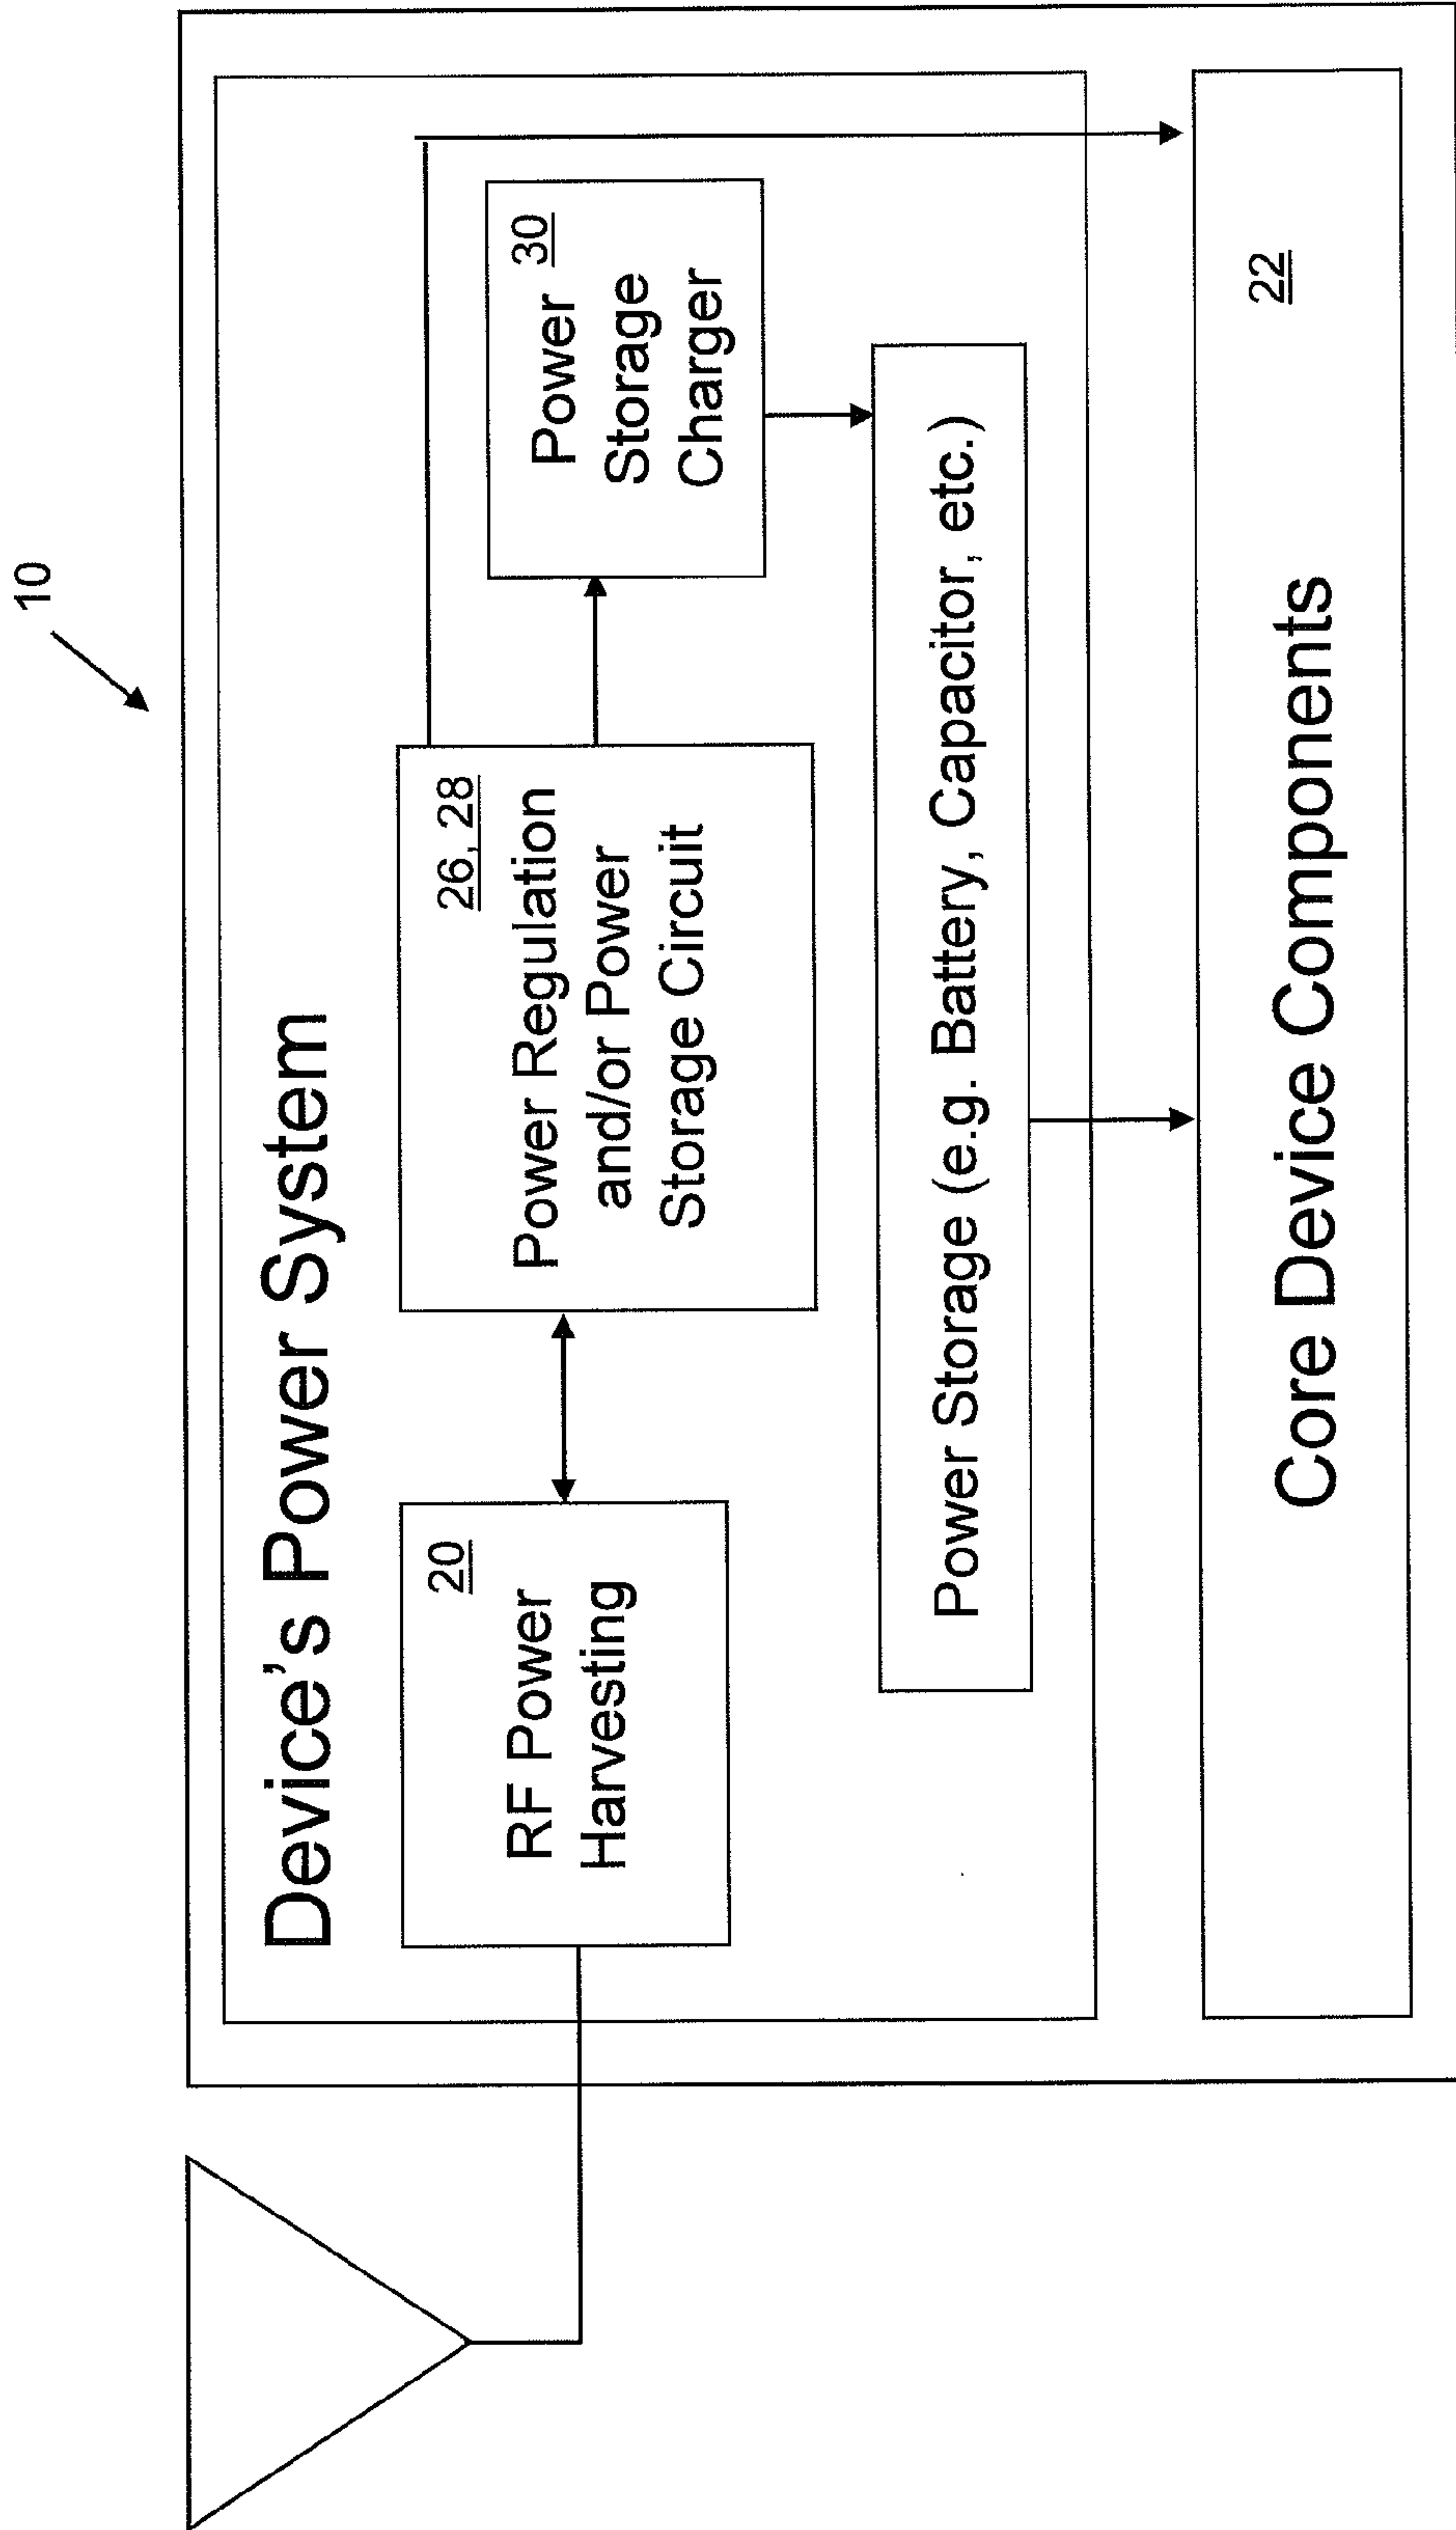 10
Device's Power System
20
RF Power
Harvesting
26, 28
Power Regulation
and/or Power
Storage Circuit
30
Power
Storage
Charger
Power Storage (e.g. Battery, Capacitor, etc.)
22
Core Device Components